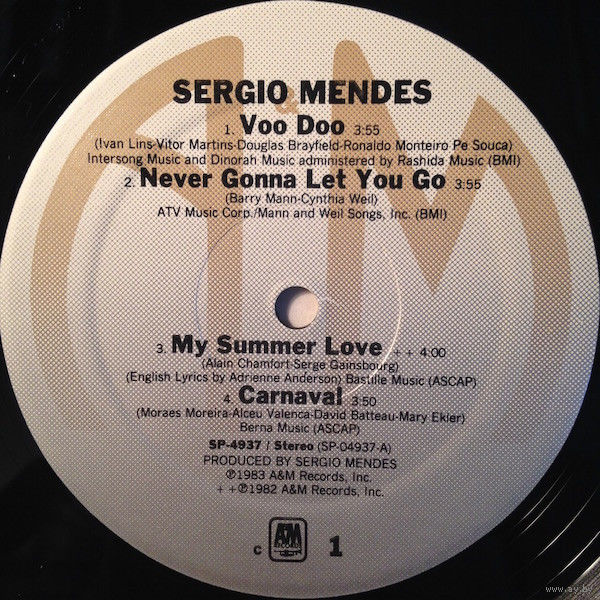 SERGIO MENDES
1. Voo Doo 3:55
(Ivan Lins-Vitor Martins-Douglas Brayfield-Ronaldo Monteiro Pe Souca)
Intersong Music and Dinorah Music administered by Rashida Music (BMI)
2. Never Gonna Let You Go 3:55
(Barry Mann-Cynthia Weil)
ATV Music Corp./Mann and Weil Songs, Inc. (BMI)
3. My Summer Love ++ 4:00
(Alain Chamfort-Serge Gainsbourg)
(English Lyrics by Adrienne Anderson) Bastille Music (ASCAP)
4. Carnaval 3:50
(Moraes Moreira-Alceu Valenca-David Batteau-Mary Ekler)
Berna Music (ASCAP)
SP-4937 / Stereo (SP-04937-A)
PRODUCED BY SERGIO MENDES
℗1983 A&M Records, Inc.
++℗1982 A&M Records, Inc.
C A&M RECORDS 1
www.ay.by